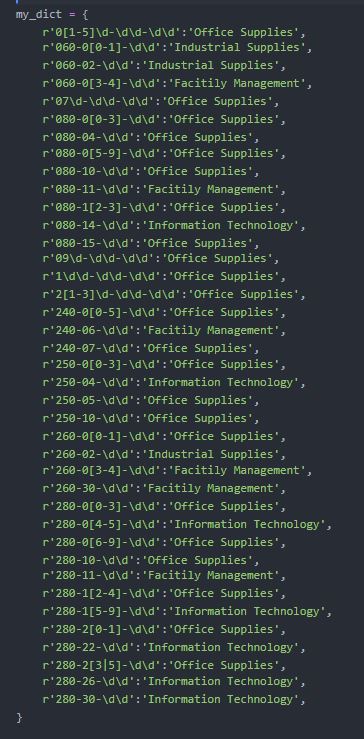 my_dict = {
r'0[1-5]\d-\d\d-\d\d':'Office Supplies',
r'060-0[0-1]-\d\d':'Industrial Supplies',
r'060-02-\d\d':'Industrial Supplies',
r'060-0[3-4]-\d\d':'Facitily Management',
r'07\d-\d\d-\d\d':'Office Supplies',
r'080-0[0-3]-\d\d':'Office Supplies',
r'080-04-\d\d':'Office Supplies',
r'080-0[5-9]-\d\d':'Office Supplies',
r'080-10-\d\d':'Office Supplies',
r'080-11-\d\d':'Facitily Management',
r'080-1[2-3]-\d\d':'Office Supplies',
r'080-14-\d\d':'Information Technology',
r'080-15-\d\d':'Office Supplies',
r'09\d-\d\d-\d\d':'Office Supplies',
r'1\d\d-\d\d-\d\d':'Office Supplies',
r'2[1-3]\d-\d\d-\d\d':'Office Supplies',
r'240-0[0-5]-\d\d':'Office Supplies',
r'240-06-\d\d':'Facitily Management',
r'240-07-\d\d':'Office Supplies',
r'250-0[0-3]-\d\d':'Office Supplies',
r'250-04-\d\d':'Information Technology',
r'250-05-\d\d':'Office Supplies',
r'250-10-\d\d':'Office Supplies',
r'260-0[0-1]-\d\d':'Office Supplies',
r'260-02-\d\d':'Industrial Supplies',
r'260-0[3-4]-\d\d':'Facitily Management',
r'260-30-\d\d':'Facitily Management',
r'280-0[0-3]-\d\d':'Office Supplies',
r'280-0[4-5]-\d\d':'Information Technology',
r'280-0[6-9]-\d\d':'Office Supplies',
r'280-10-\d\d':'Office Supplies',
r'280-11-\d\d':'Facitily Management',
r'280-1[2-4]-\d\d':'Office Supplies',
r'280-1[5-9]-\d\d':'Information Technology',
r'280-2[0-1]-\d\d':'Office Supplies',
r'280-22-\d\d':'Information Technology',
r'280-2[3|5]-\d\d':'Office Supplies',
r'280-26-\d\d':'Information Technology',
r'280-30-\d\d':'Information Technology',
}